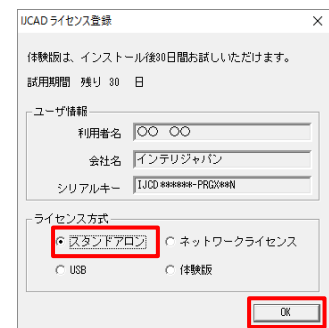 IJCAD ライセンス登録
体験版は、インストール後30日間お試しいただけます。
試用期間 残り 30 日
ユーザ情報
利用者名 〇〇 〇〇
会社名 インテリジャパン
シリアルキー IJCD******-PRGX**N
ライセンス方式
スタンドアロン ネットワークライセンス
USB 体験版
OK